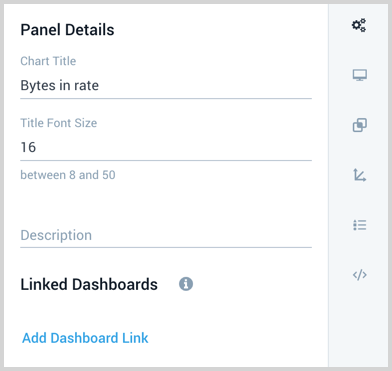 Panel Details
Chart Title
Bytes in rate
Title Font Size
16
between 8 and 50
Description
Linked Dashboards
Add Dashboard Link